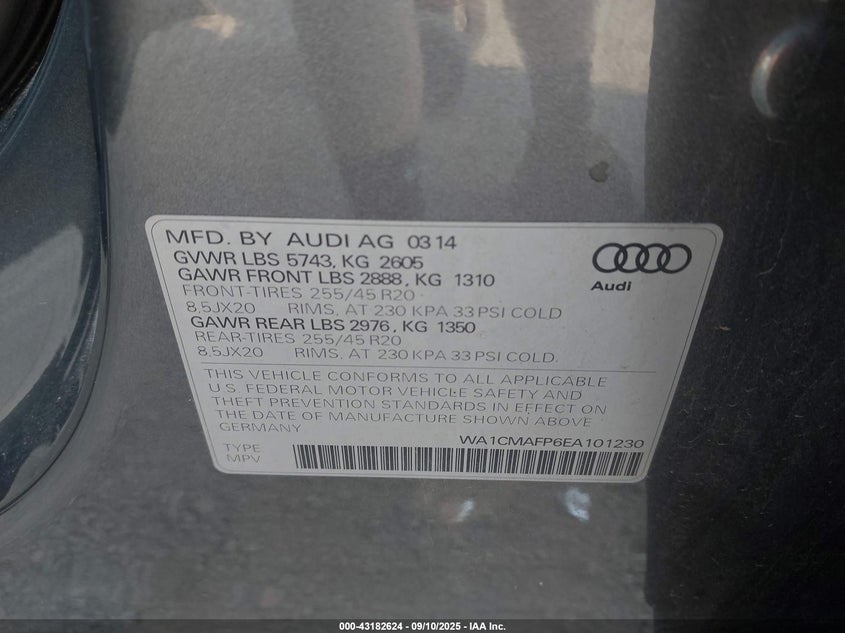 MFD. BY AUDI AG 0314
GVWR LBS 5743, KG 2605
GAWR FRONT LBS 2888, KG 1310
FRONT-TIRES 255/45 R20
8,5JX20 RIMS, AT 230 KPA 33 PSI COLD
GAWR REAR LBS 2976, KG 1350
REAR-TIRES 255/45 R20
8,5JX20 RIMS, AT 230 KPA 33 PSI COLD.
Audi
THIS VEHICLE CONFORMS TO ALL APPLICABLE
U.S. FEDERAL MOTOR VEHICLE SAFETY AND
THEFT PREVENTION STANDARDS IN EFFECT ON
THE DATE OF MANUFACTURE SHOWN ABOVE
GERMANY
WA1CMAFP6EA101230
TYPE
MPV
000-43182624 - 09/10/2025 - IAA Inc.